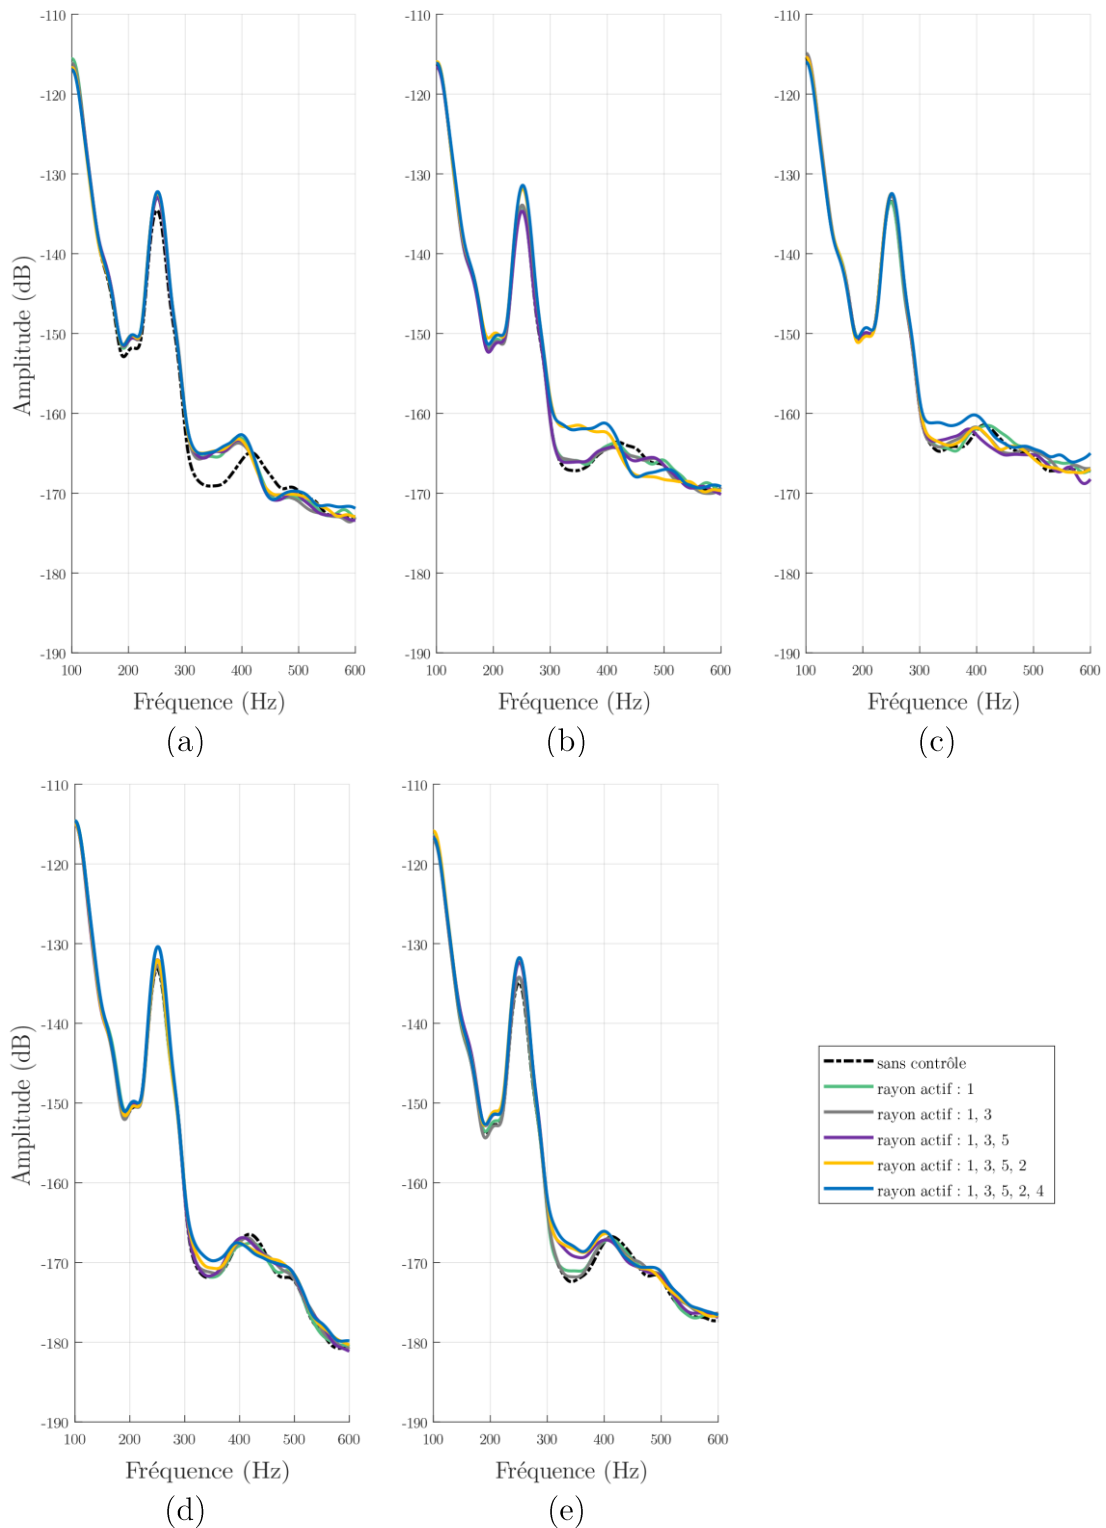 -110
-120
-130
-140
-150
-160
-170
-180
-190
100 200 300 400 500 600
Amplitude (dB)
Fréquence (Hz)
(a)
-110
-120
-130
-140
-150
-160
-170
-180
-190
100 200 300 400 500 600
Fréquence (Hz)
(b)
-110
-120
-130
-140
-150
-160
-170
-180
-190
100 200 300 400 500 600
Fréquence (Hz)
(c)
-110
-120
-130
-140
-150
-160
-170
-180
-190
100 200 300 400 500 600
Amplitude (dB)
Fréquence (Hz)
(d)
-110
-120
-130
-140
-150
-160
-170
-180
-190
100 200 300 400 500 600
Fréquence (Hz)
(e)
sans contrôle
rayon actif : 1
rayon actif : 1, 3
rayon actif : 1, 3, 5
rayon actif : 1, 3, 5, 2
rayon actif : 1, 3, 5, 2, 4